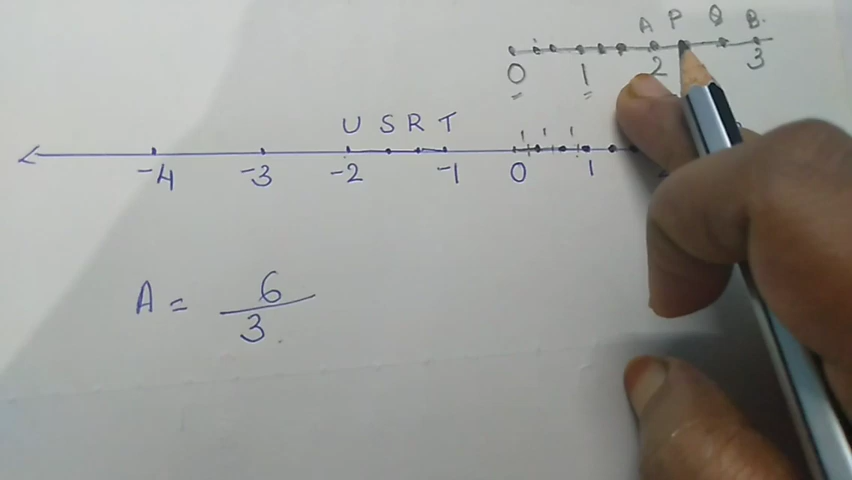 A P Q B.
0 1 2 3
U S R T
-4 -3 -2 -1 0 1
A = 6
3